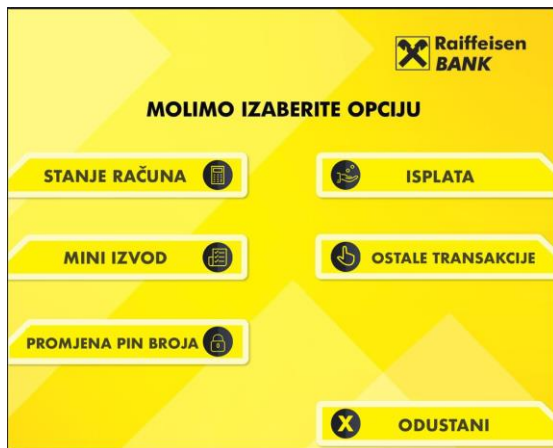 Raiffeisen
BANK
MOLIMO IZABERITE OPCIJU
STANJE RAČUNA
ISPLATA
MINI IZVOD
OSTALE TRANSAKCIJE
PROMJENA PIN BROJA
X ODUSTANI